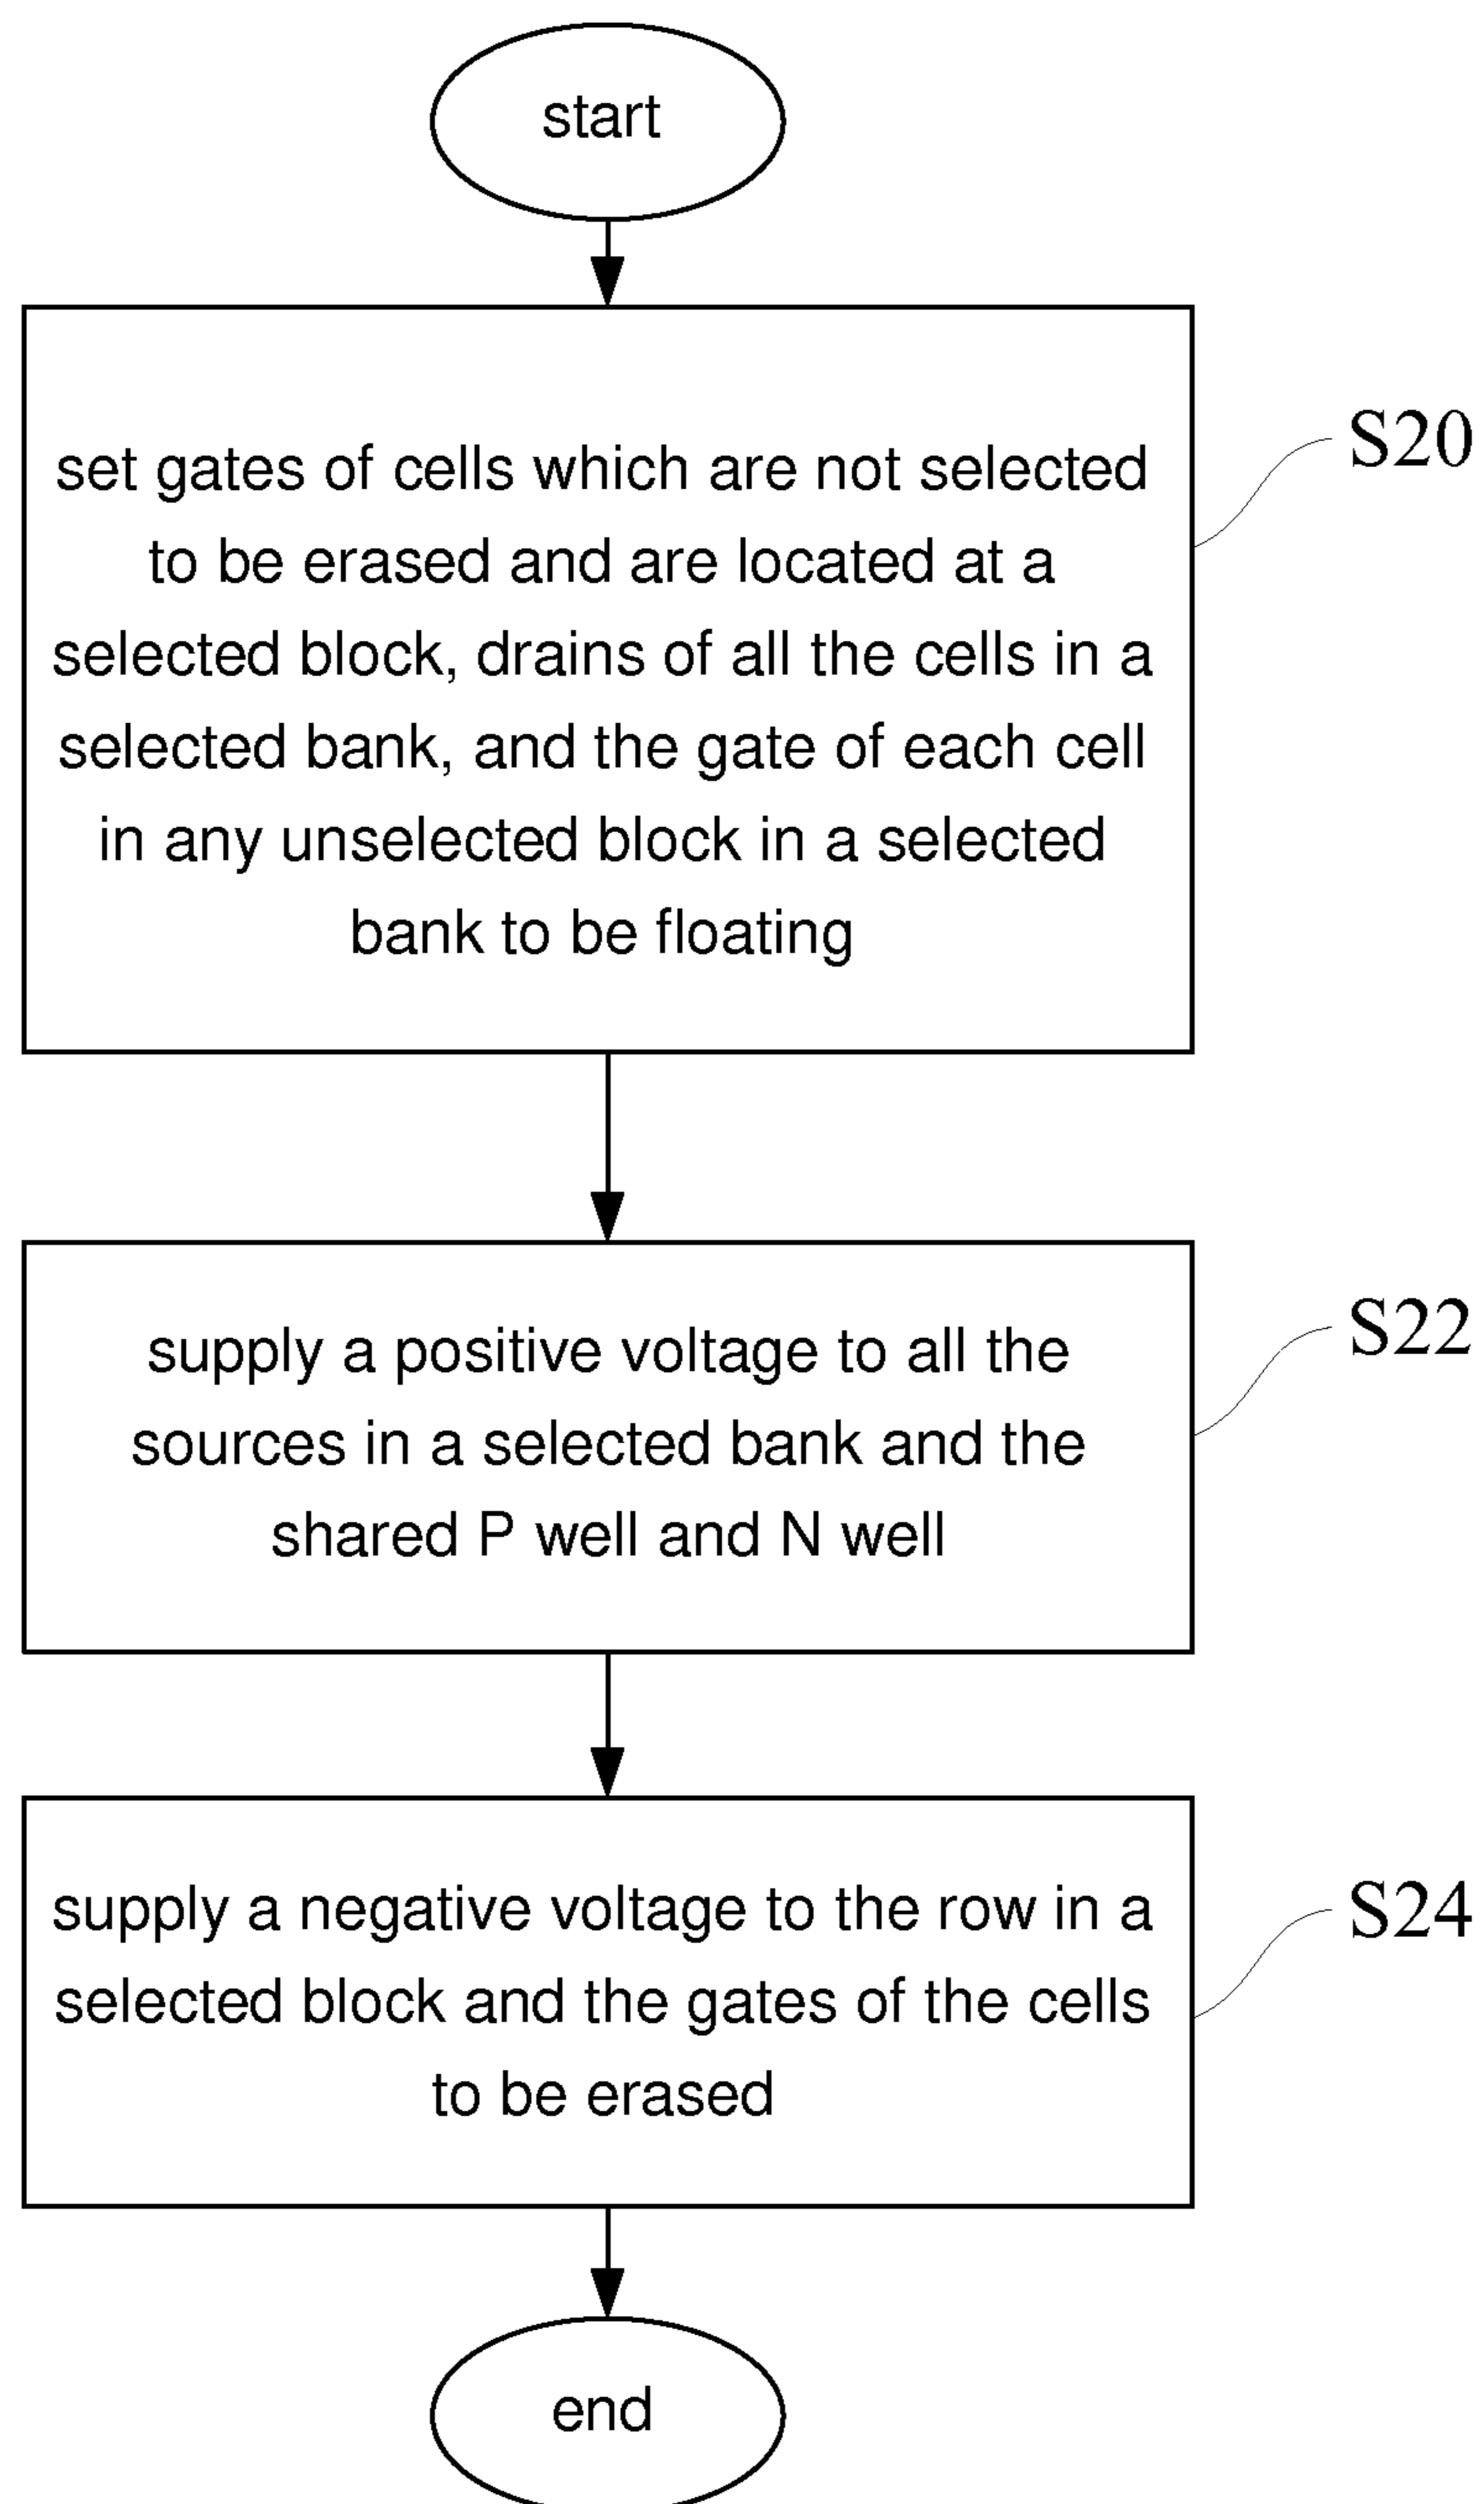 start
set gates of cells which are not selected
to be erased and are located at a
selected block, drains of all the cells in a
selected bank, and the gate of each cell
in any unselected block in a selected
bank to be floating
S20
supply a positive voltage to all the
sources in a selected bank and the
shared P well and N well
S22
supply a negative voltage to the row in a
selected block and the gates of the cells
to be erased
S24
end